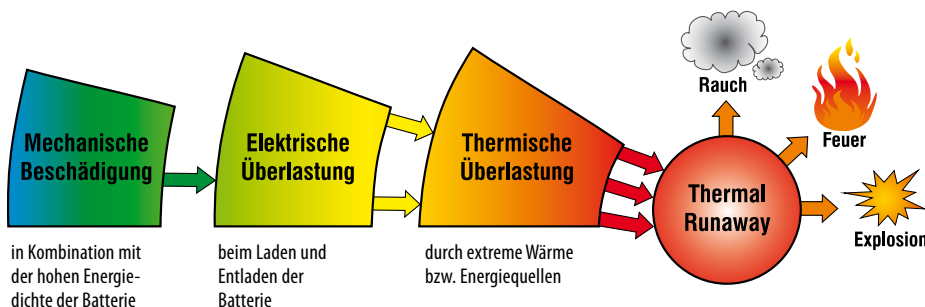 Mechanische
Beschädigung
in Kombination mit
der hohen Energie-
dichte der Batterie
Elektrische
Überlastung
beim Laden und
Entladen der
Batterie
Thermische
Überlastung
durch extreme Wärme
bzw. Energiequellen
Thermal
Runaway
Rauch
Feuer
Explosion